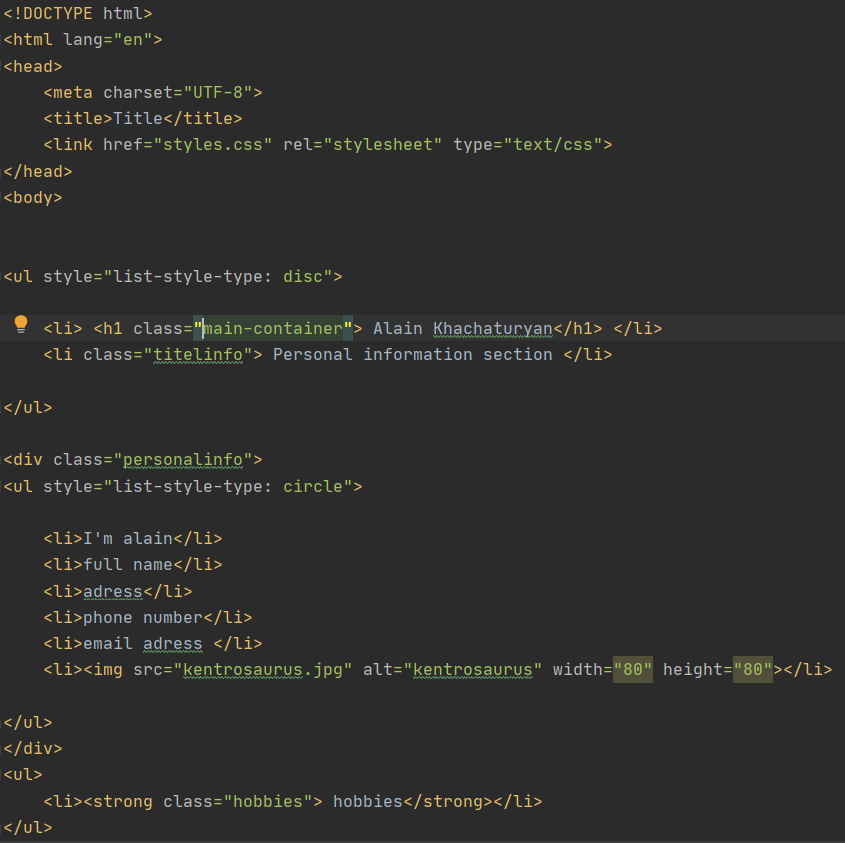 <!DOCTYPE html>
<html lang="en">
<head>
    <meta charset="UTF-8">
    <title>Title</title>
    <link href="styles.css" rel="stylesheet" type="text/css">
</head>
<body>
<ul style="list-style-type: disc">
    <li> <h1 class="main-container"> Alain Khachaturyan</h1> </li>
    <li class="titelinfo"> Personal information section </li>
</ul>
<div class="personalinfo">
<ul style="list-style-type: circle">
    <li>I'm alain</li>
    <li>full name</li>
    <li>adress</li>
    <li>phone number</li>
    <li>email adress </li>
    <li><img src="kentrosaurus.jpg" alt="kentrosaurus" width="80" height="80"></li>
</ul>
</div>
<ul>
    <li><strong class="hobbies"> hobbies</strong></li>
</ul>